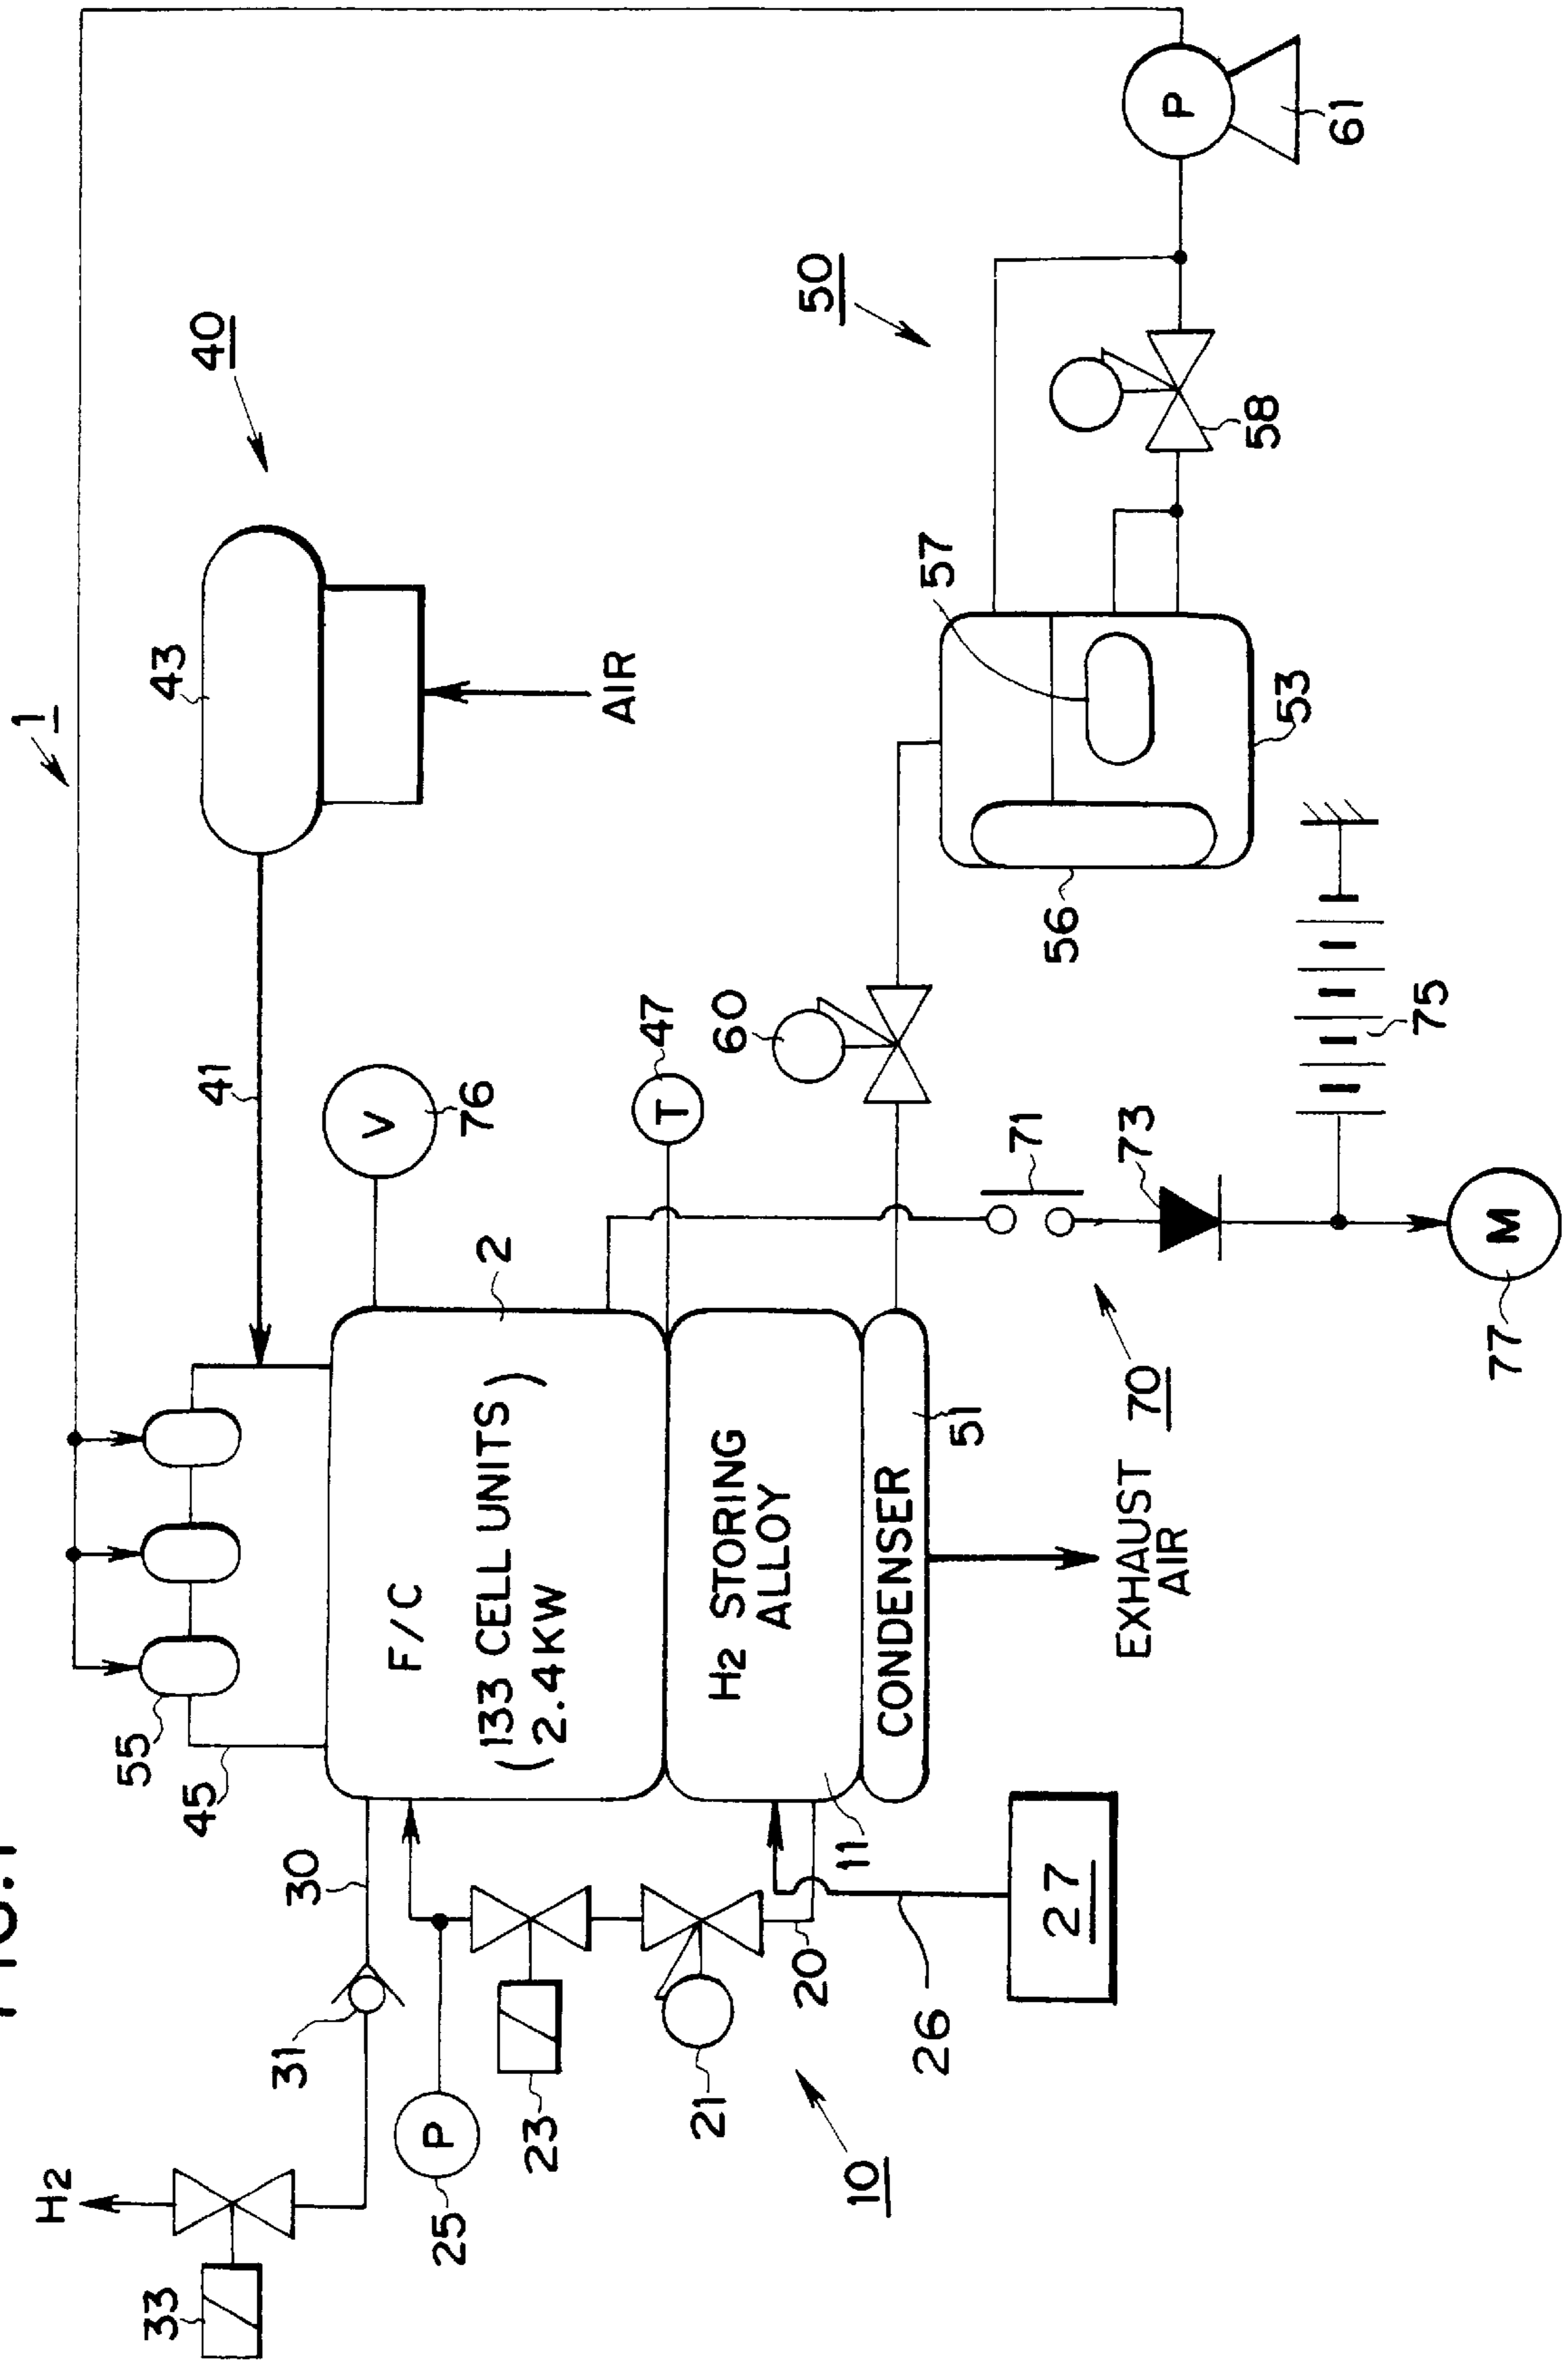 FIG.1
1
H2
33
55
43
45
40
41
31
30
AIR
V
76
F/C
P
25
2
(133 CELL UNITS)
2.4KW
23
47
T
21
H2 STORING
ALLOY
60
20
11
50
10
CONDENSER
57
26
51
71
56
27
70
EXHAUST
AIR
73
P
58
53
61
75
M
77